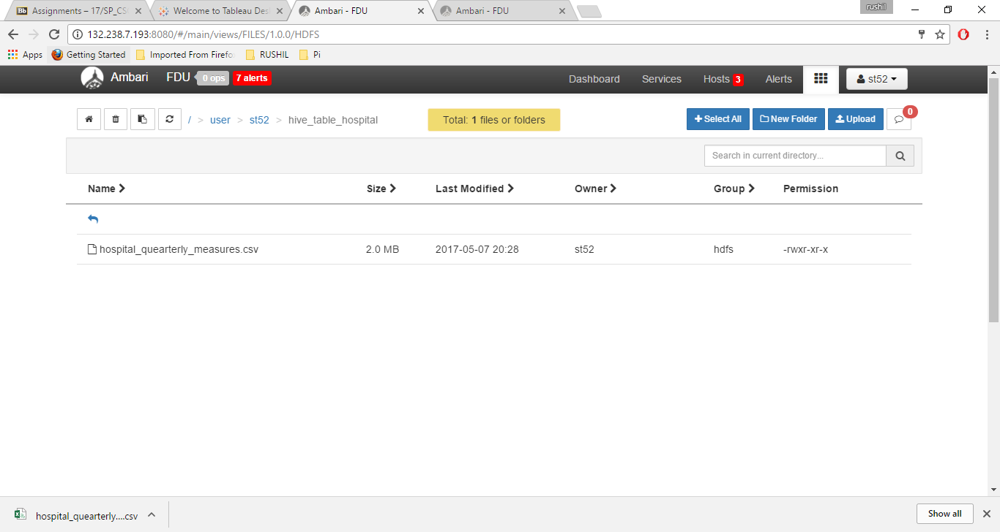 Assignments – 17/SP_CS
Welcome to Tableau Des
Ambari - FDU
Ambari - FDU
rushil
132.238.7.193:8080/#/main/views/FILES/1.0.0/HDFS
Apps Getting Started Imported From Firefo RUSHIL Pi
Ambari FDU 0 ops 7 alerts Dashboard Services Hosts 3 Alerts st52
/ > user > st52 > hive_table_hospital Total: 1 files or folders Select All New Folder Upload 0
Search in current directory...
Name Size Last Modified Owner Group Permission
hospital_quearterly_measures.csv 2.0 MB 2017-05-07 20:28 st52 hdfs -rwxr-xr-x
hospital_quearterly....csv Show all